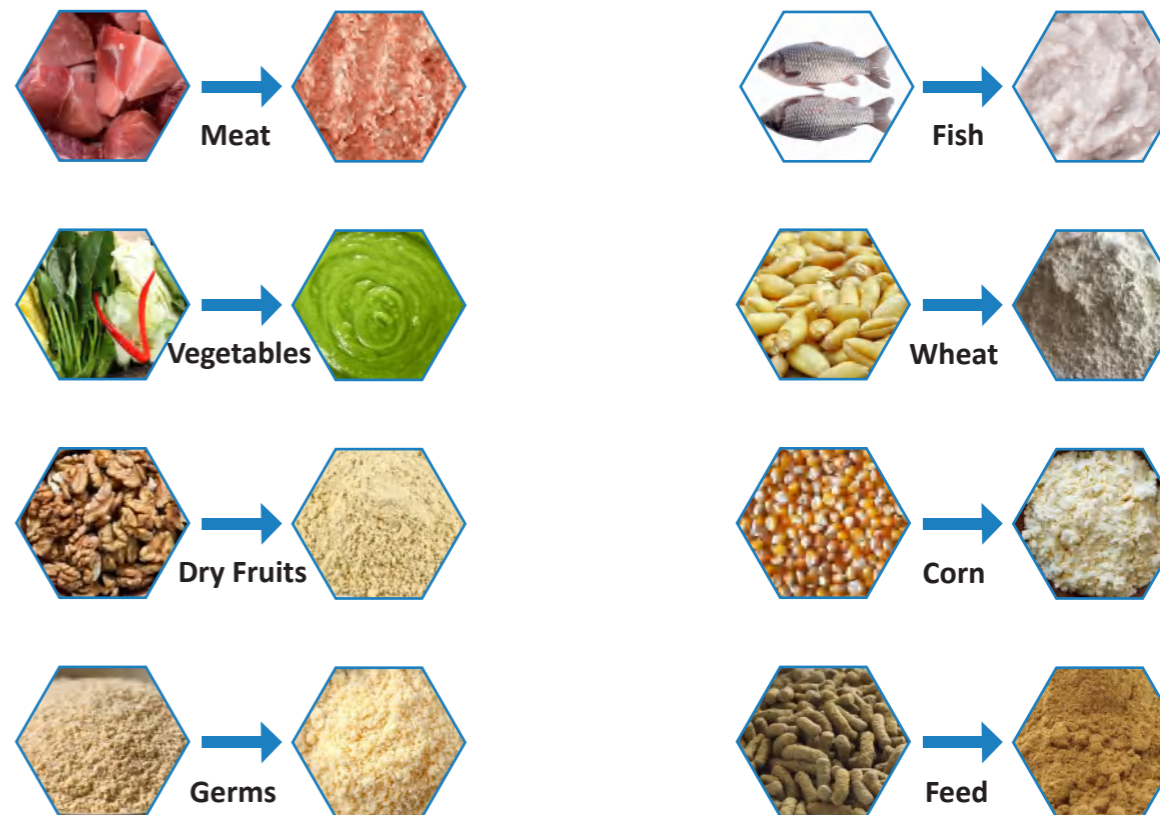 Meat
Fish
Vegetables
Wheat
Dry Fruits
Corn
Germs
Feed